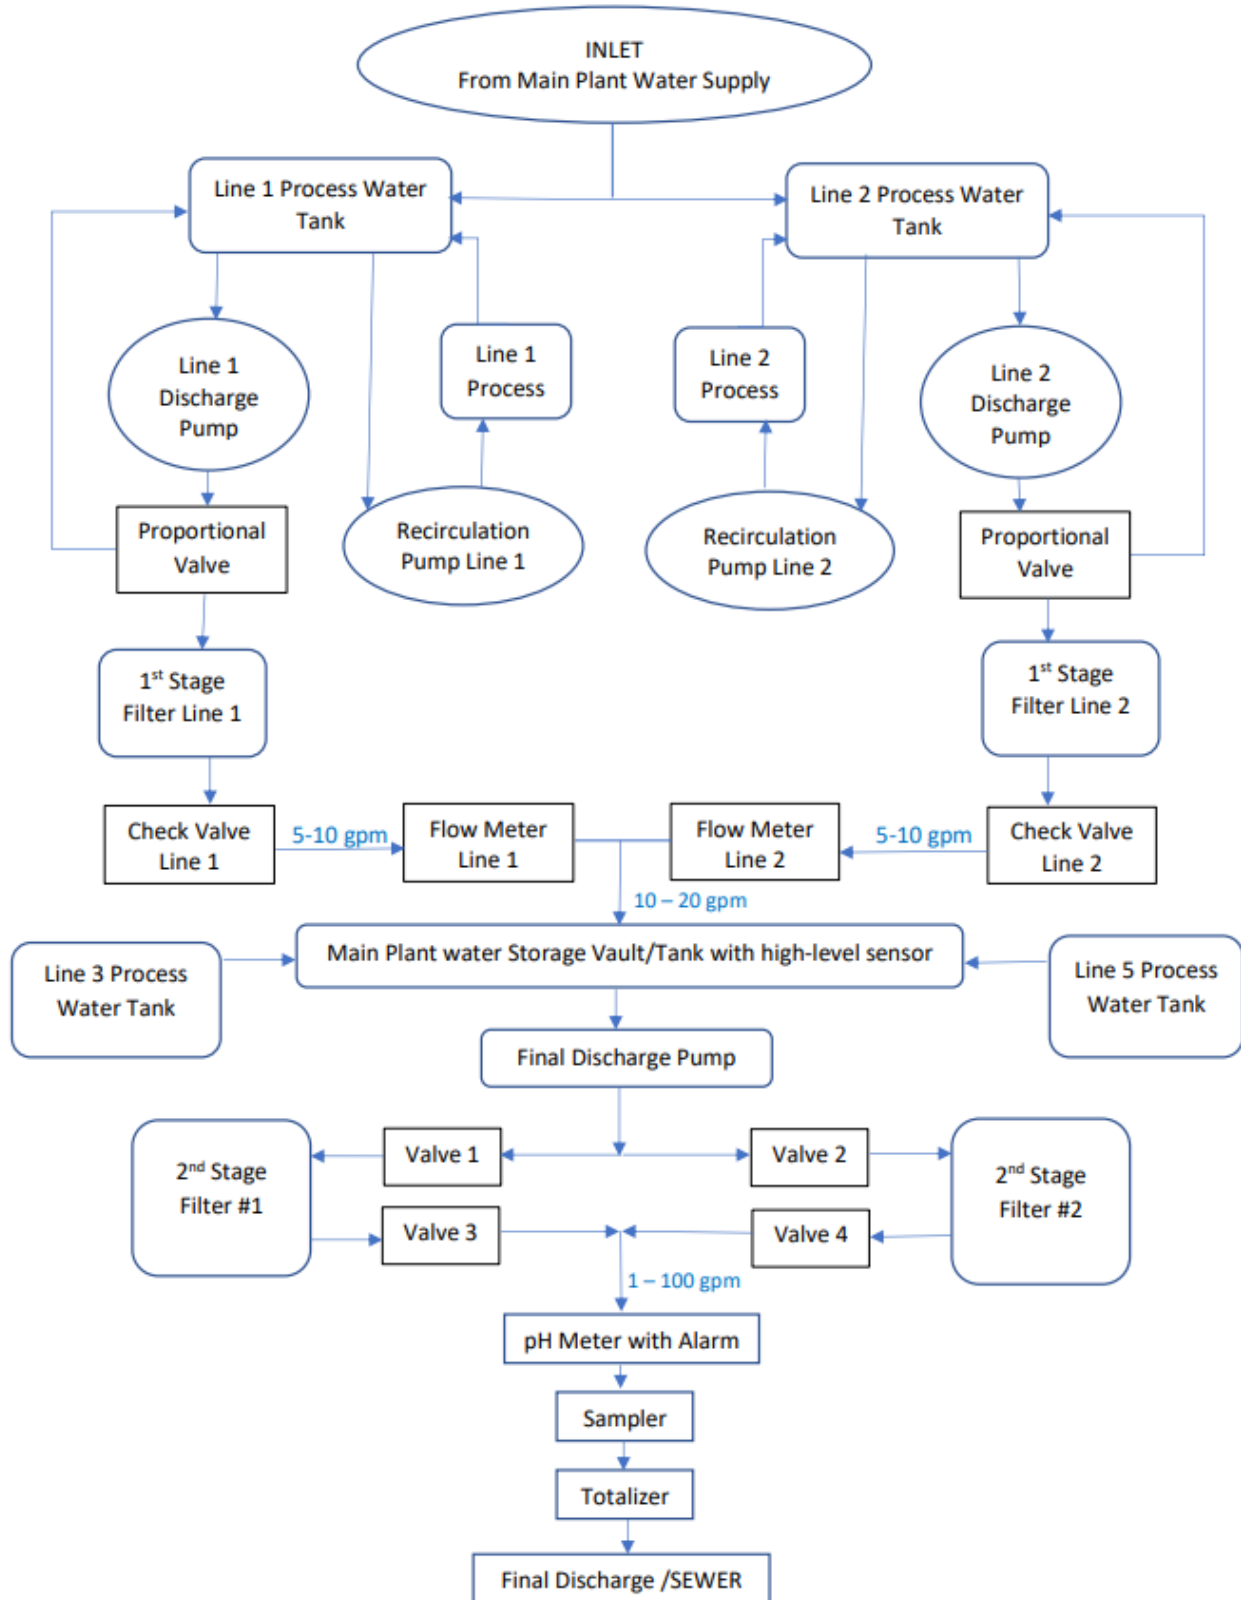 INLET
From Main Plant Water Supply
Line 1 Process Water
Tank
Line 2 Process Water
Tank
Line 1
Discharge
Pump
Line 1
Process
Line 2
Process
Line 2
Discharge
Pump
Proportional
Valve
Recirculation
Pump Line 1
Recirculation
Pump Line 2
Proportional
Valve
1st Stage
Filter Line 1
1st Stage
Filter Line 2
Check Valve
Line 1
5-10 gpm
Flow Meter
Line 1
Flow Meter
Line 2
5-10 gpm
Check Valve
Line 2
10 – 20 gpm
Main Plant water Storage Vault/Tank with high-level sensor
Line 3 Process
Water Tank
Line 5 Process
Water Tank
Final Discharge Pump
2nd Stage
Filter #1
Valve 1
Valve 2
2nd Stage
Filter #2
Valve 3
Valve 4
1 – 100 gpm
pH Meter with Alarm
Sampler
Totalizer
Final Discharge /SEWER